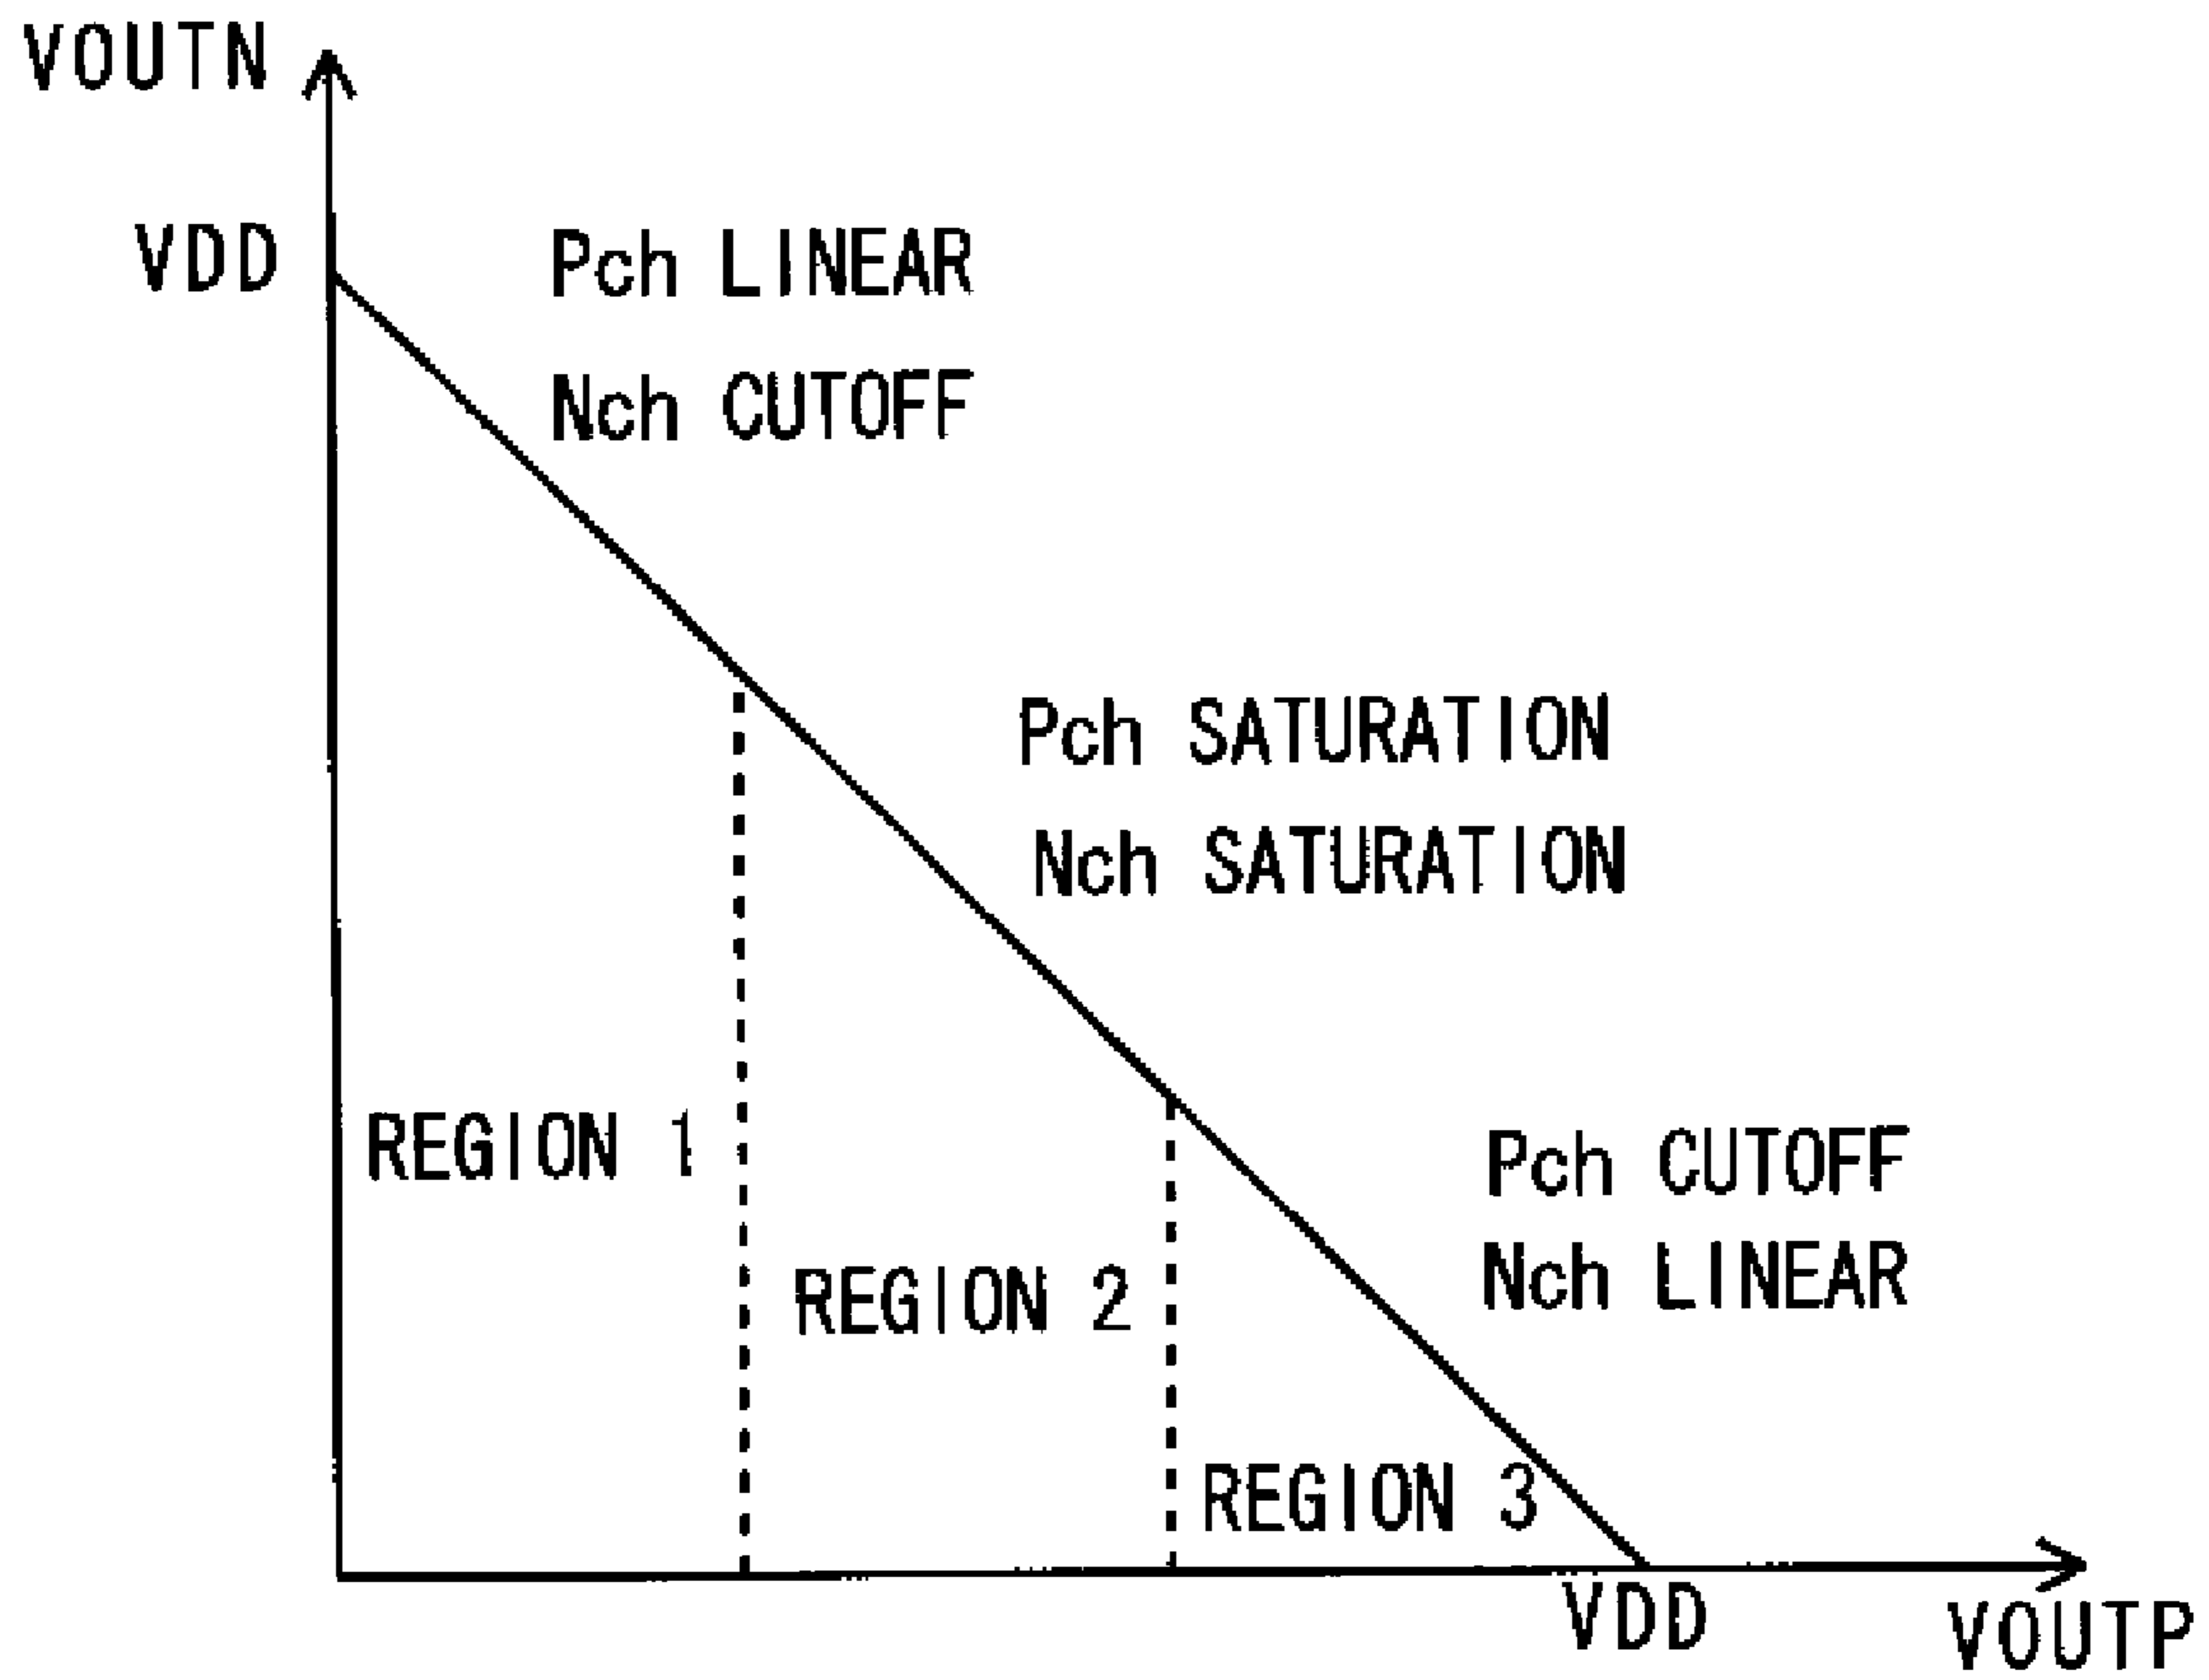 VOUTN
VDD
Pch LINEAR
Nch CUTOFF
Pch SATURATION
Nch SATURATION
REGION 1
Pch CUTOFF
Nch LINEAR
REGION 2
REGION 3
VDD
VOUTP